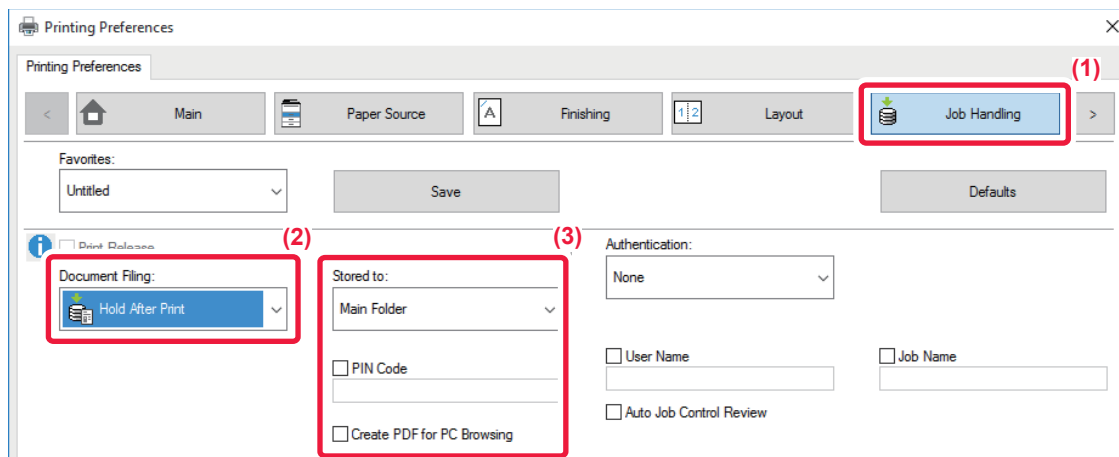 Printing Preferences
Printing Preferences
(1)
< Main Paper Source A Finishing 1 2 Layout Job Handling >
Favorites:
Untitled Save Defaults
Print Release (2) (3) Authentication:
Document Filing: Stored to: None
Hold After Print Main Folder
PIN Code User Name Job Name
Auto Job Control Review
Create PDF for PC Browsing